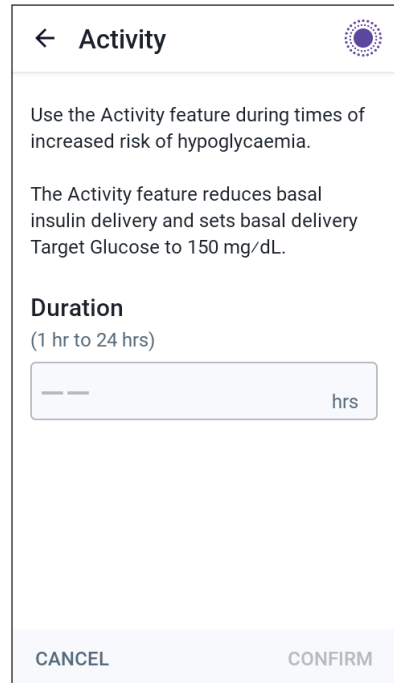 Activity
Use the Activity feature during times of
increased risk of hypoglycaemia.
The Activity feature reduces basal
insulin delivery and sets basal delivery
Target Glucose to 150 mg/dL.
Duration
(1 hr to 24 hrs)
— — hrs
CANCEL CONFIRM